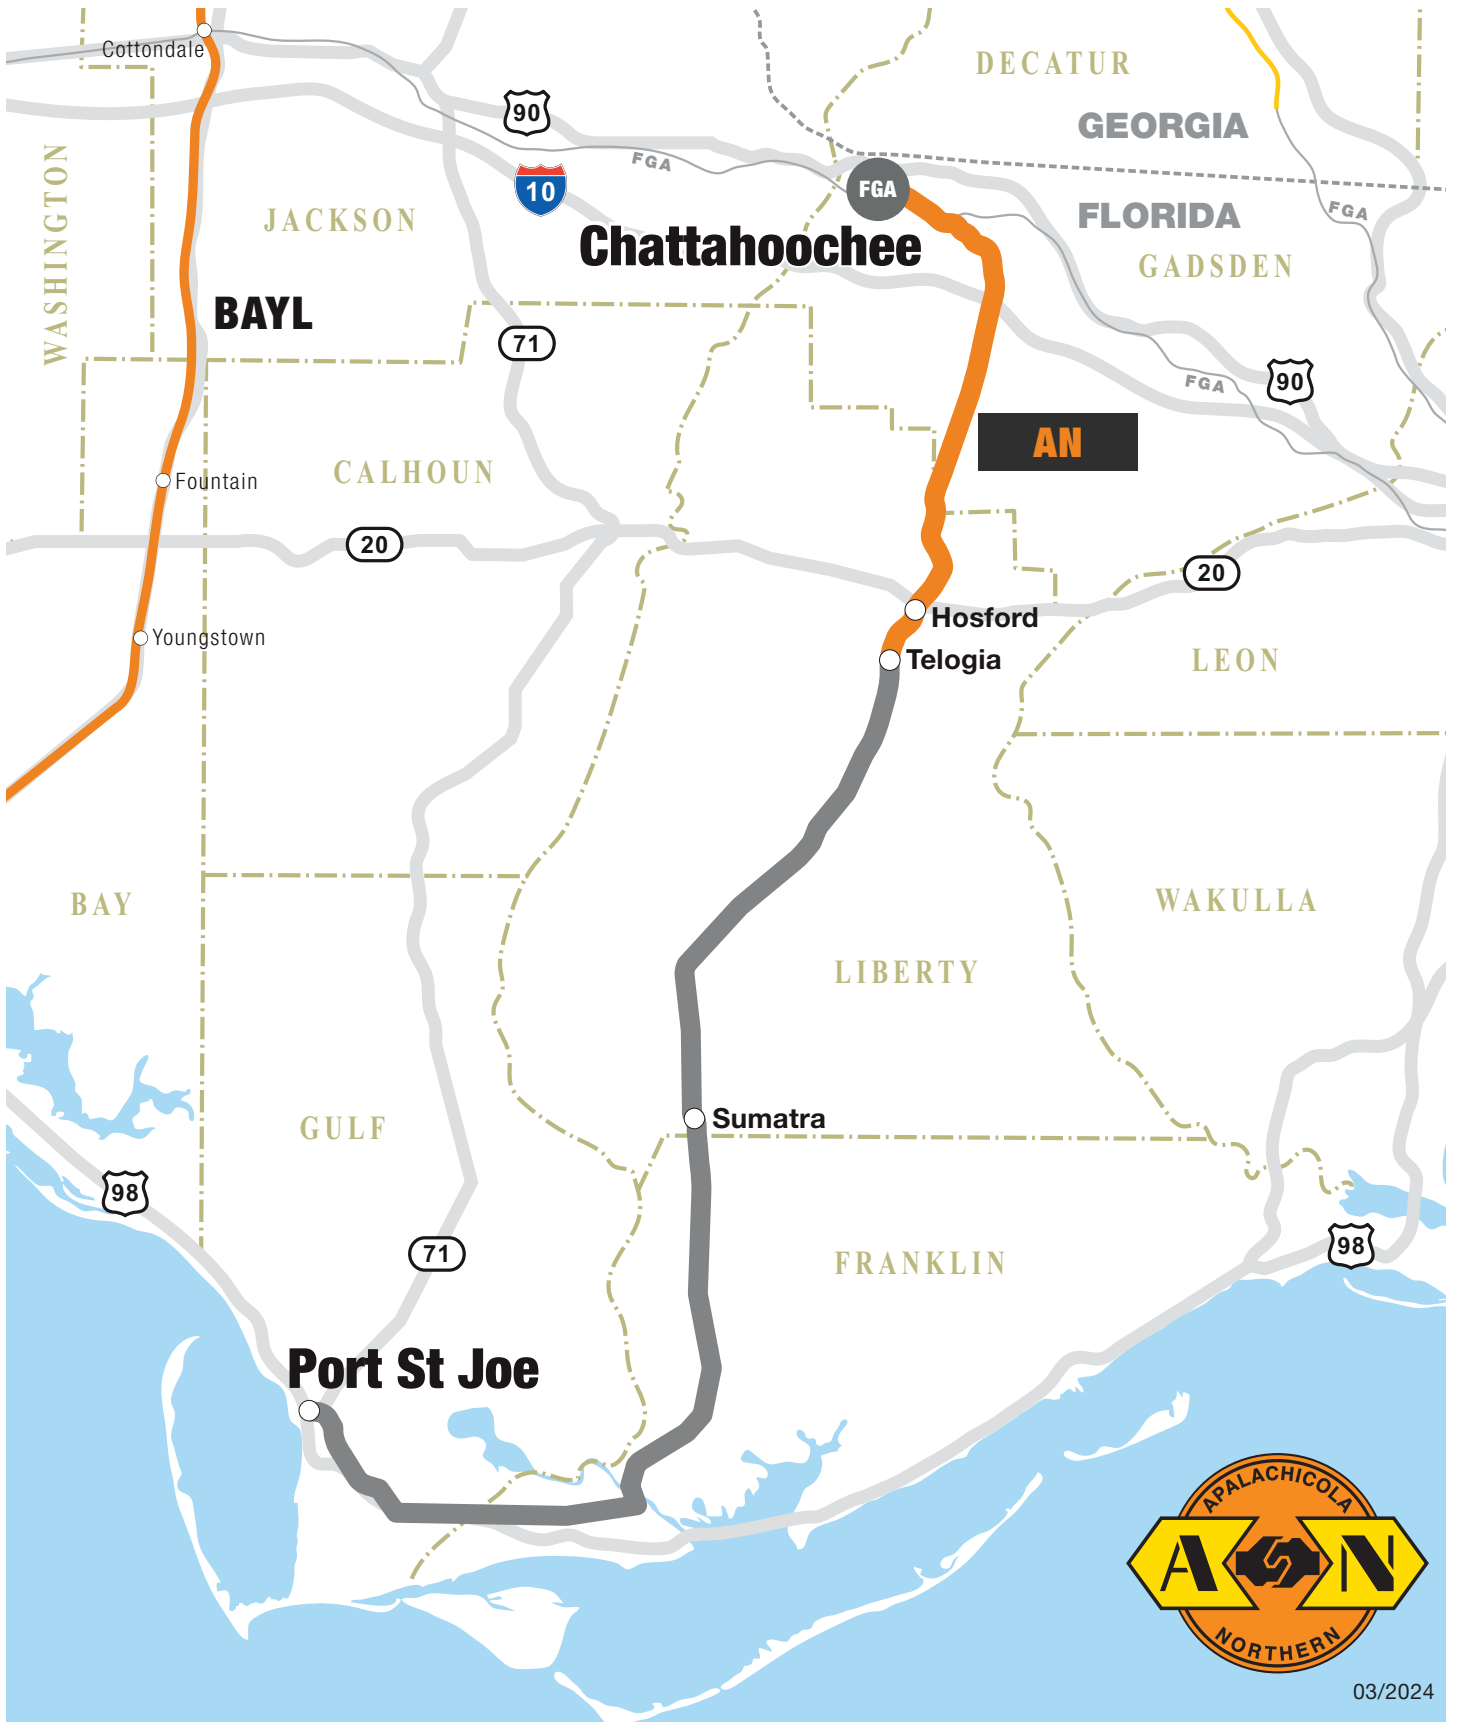 Cottondale
DECATUR
90
GEORGIA
FGA
WASHINGTON
10
FGA
JACKSON
FLORIDA
FGA
Chattahoochee
GADSDEN
BAYL
71
FGA
90
AN
CALHOUN
Fountain
20
20
Hosford
Youngstown
Telogia
LEON
BAY
WAKULLA
LIBERTY
Sumatra
GULF
98
71
98
FRANKLIN
Port St Joe
APALACHICOLA
A N
NORTHERN
03/2024